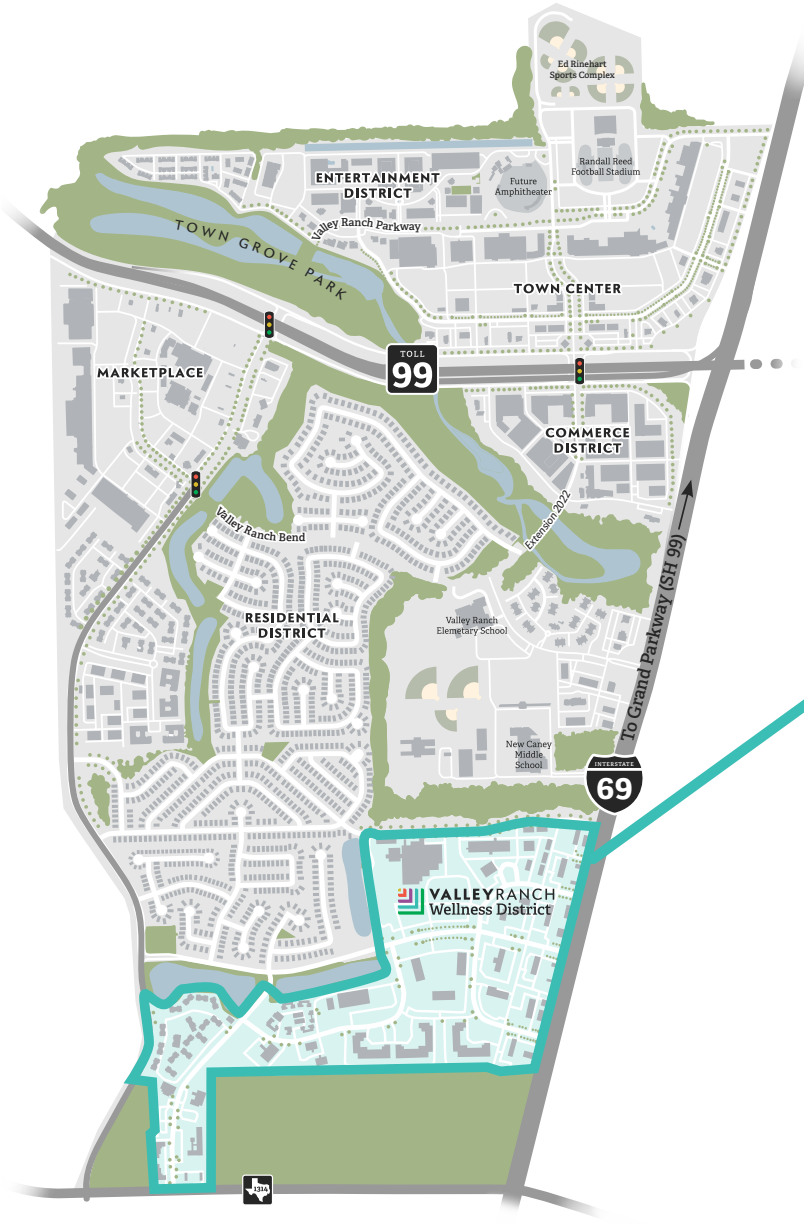 Ed Rinehart
Sports Complex
Randall Reed
Football Stadium
ENTERTAINMENT
DISTRICT
Future
Amphitheater
Valley Ranch Parkway
TOWN GROVE PARK
TOWN CENTER
TOLL
99
MARKETPLACE
COMMERCE
DISTRICT
Extension 2022
Valley Ranch Bend
To Grand Parkway (SH 99)
RESIDENTIAL
DISTRICT
Valley Ranch
Elemetary School
New Caney
Middle
School
INTERSTATE
69
VALLEYRANCH
Wellness District
1314